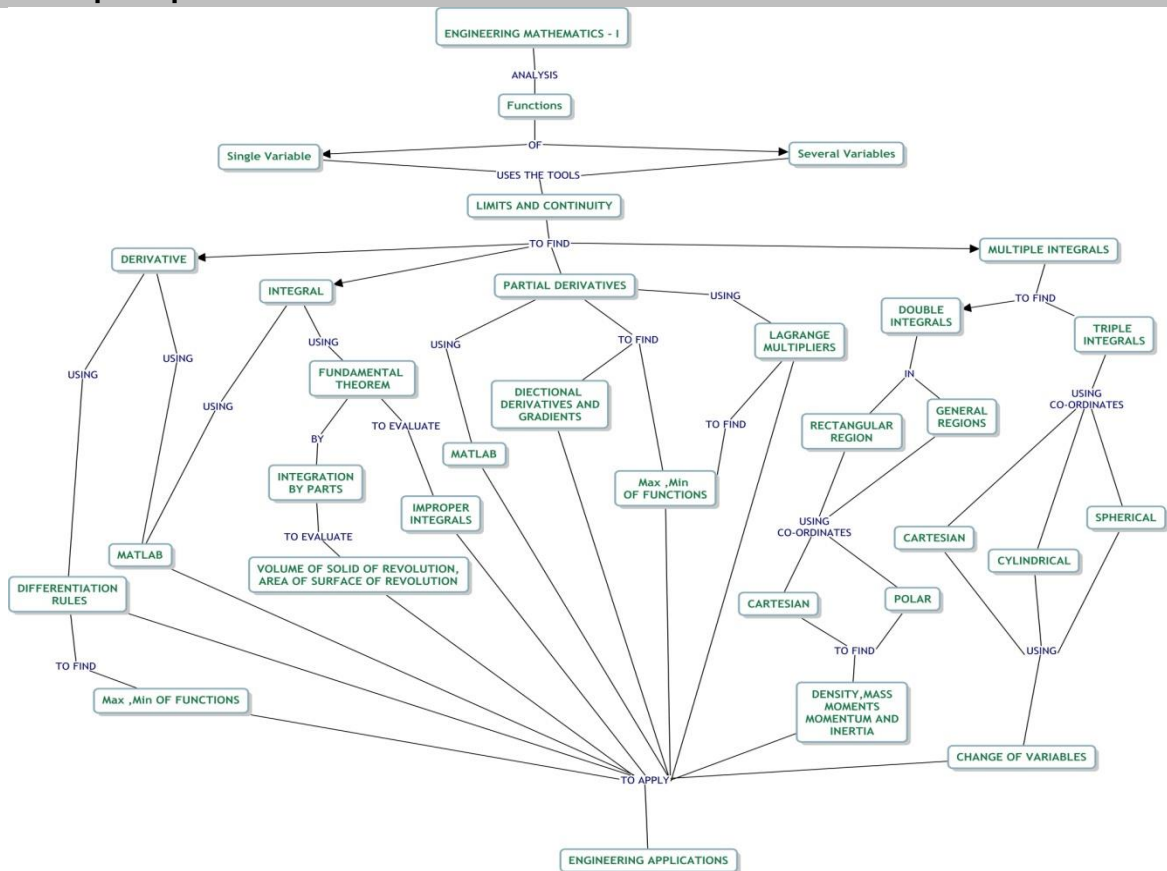 ENGINEERING MATHEMATICS - I
ANALYSIS
Functions
OF
Single Variable
Several Variables
USES THE TOOLS
LIMITS AND CONTINUITY
TO FIND
DERIVATIVE
MULTIPLE INTEGRALS
INTEGRAL
PARTIAL DERIVATIVES
USING
TO FIND
DOUBLE
INTEGRALS
TRIPLE
INTEGRALS
LAGRANGE
MULTIPLIERS
USING
USING
USING
TO FIND
USING
FUNDAMENTAL
THEOREM
IN
USING
DIECTIONAL
DERIVATIVES AND
GRADIENTS
USING
CO-ORDINATES
TO EVALUATE
TO FIND
RECTANGULAR
REGION
GENERAL
REGIONS
BY
MATLAB
INTEGRATION
BY PARTS
Max ,Min
OF FUNCTIONS
IMPROPER
INTEGRALS
SPHERICAL
USING
CO-ORDINATES
TO EVALUATE
CARTESIAN
MATLAB
CYLINDRICAL
VOLUME OF SOLID OF REVOLUTION,
AREA OF SURFACE OF REVOLUTION
DIFFERENTIATION
RULES
CARTESIAN
POLAR
TO FIND
USING
TO FIND
Max ,Min OF FUNCTIONS
DENSITY,MASS
MOMENTS
MOMENTUM AND
INERTIA
CHANGE OF VARIABLES
TO APPLY
ENGINEERING APPLICATIONS